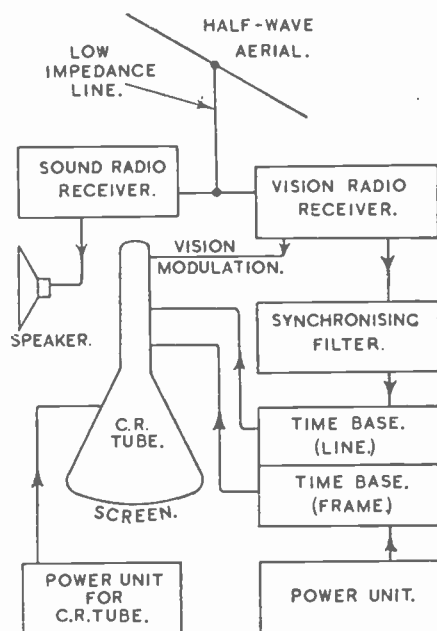 HALF-WAVE
AERIAL.
LOW
IMPEDANCE
LINE.
SOUND RADIO
RECEIVER.
VISION RADIO
RECEIVER.
VISION
MODULATION.
SPEAKER.
SYNCHRONISING
FILTER.
C.R.
TUBE.
TIME BASE.
(LINE.)
TIME BASE.
(FRAME.)
SCREEN.
POWER UNIT
FOR
C.R.TUBE.
POWER UNIT.